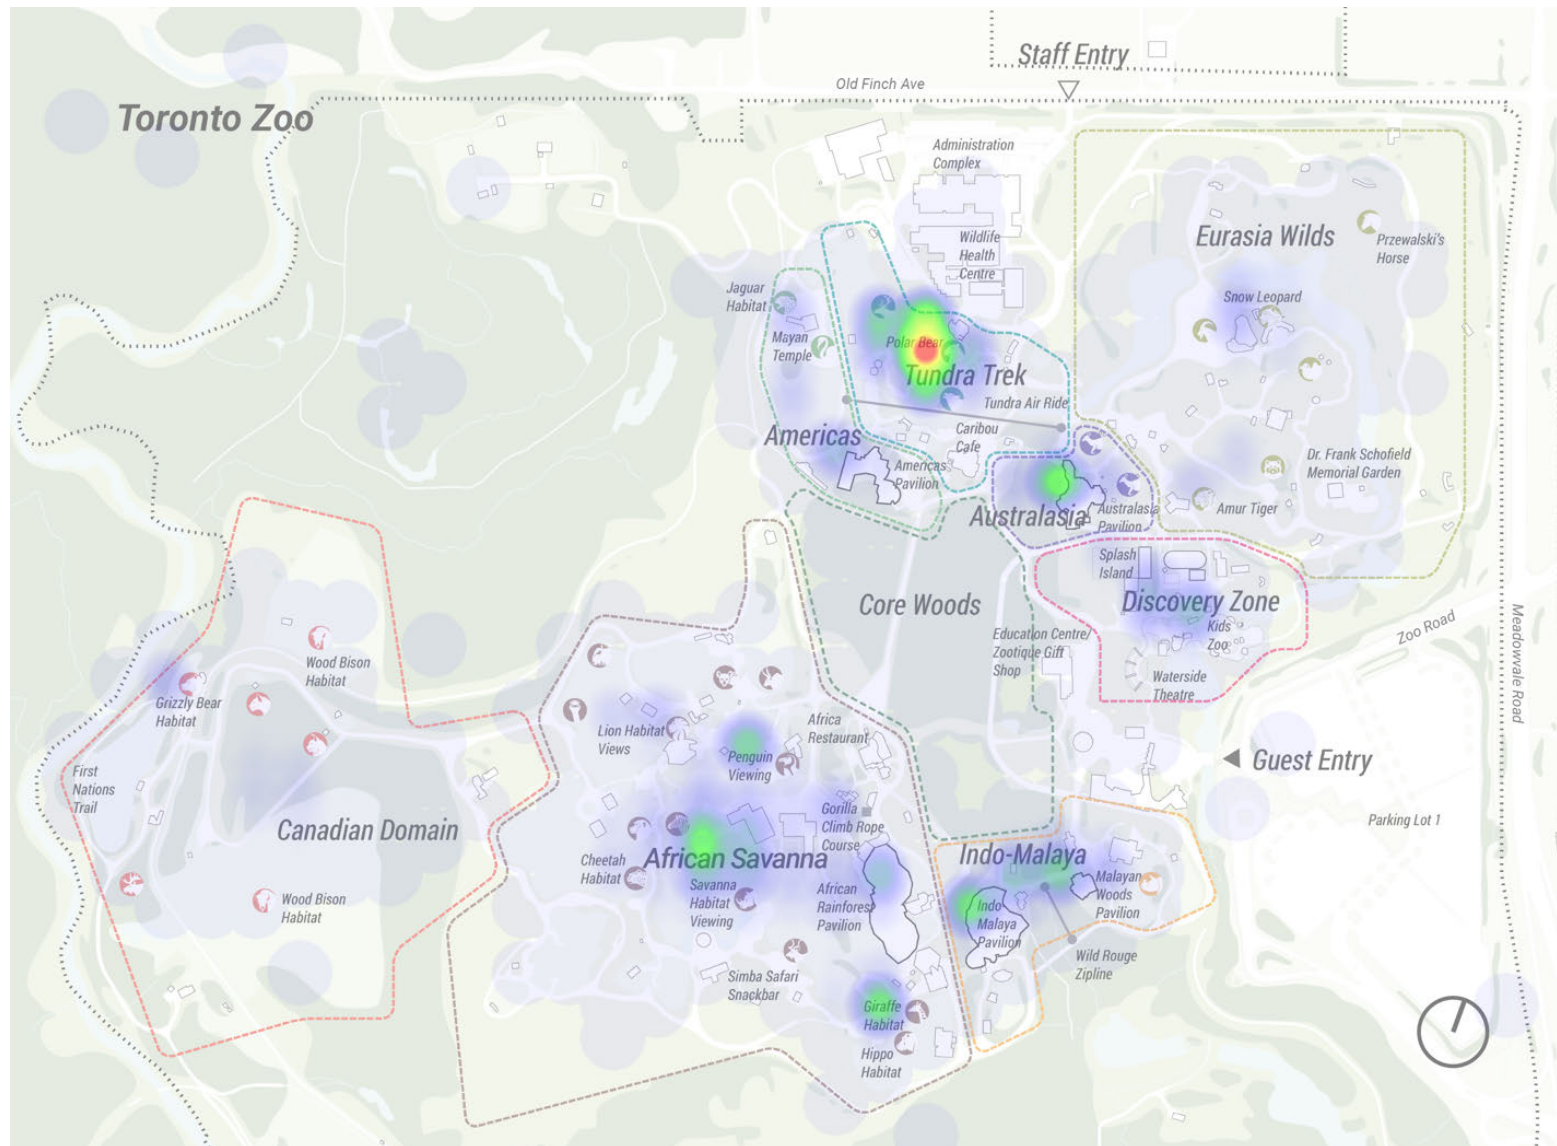 Staff Entry
Old Finch Ave
Toronto Zoo
Administration
Complex
Eurasia Wilds
Przewalski's
Horse
Wildlife
Health
Centre
Jaguar
Habitat
Snow Leopard
Mayan
Temple
Polar Bear
Tundra Trek
Tundra Air Ride
Americas
Caribou
Cafe
Americas
Pavilion
Dr. Frank Schofield
Memorial Garden
Australasia
Australasia
Pavilion
Amur Tiger
Splash
Island
Core Woods
Discovery Zone
Kids
Zoo
Education Centre/
Zootique Gift
Shop
Waterside
Theatre
Zoo Road
Meadowvale Road
Wood Bison
Habitat
Grizzly Bear
Habitat
Lion Habitat
Views
Africa
Restaurant
Penguin
Viewing
Guest Entry
First
Nations
Trail
Canadian Domain
Gorilla
Climb Rope
Course
Parking Lot 1
African Savanna
Cheetah
Habitat
Savanna
Habitat
Viewing
African
Rainforest
Pavilion
Indo-Malaya
Malayan
Woods
Pavilion
Indo
Malaya
Pavilion
Wood Bison
Habitat
Wild Rouge
Zipline
Simba Safari
Snackbar
Giraffe
Habitat
Hippo
Habitat